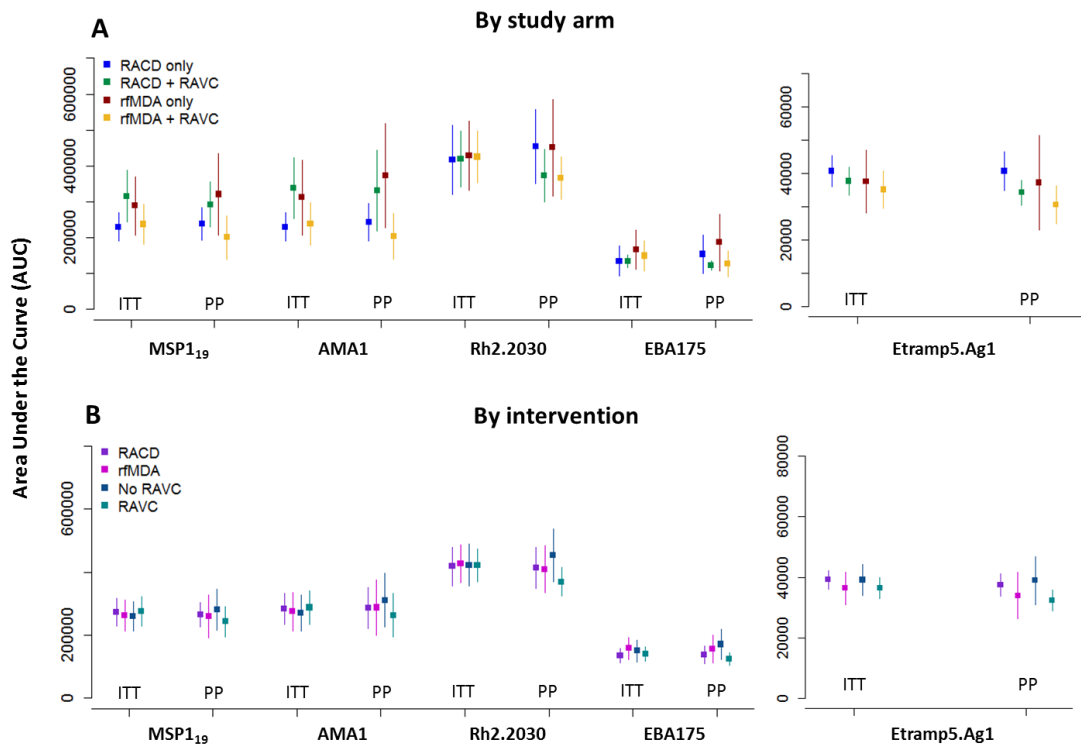 A
By study arm
RACD only
RACD + RAVC
rfMDA only
rfMDA + RAVC
600000
400000
200000
0
ITT PP ITT PP ITT PP ITT PP
MSP1₁₉ AMA1 Rh2.2030 EBA175
60000
40000
20000
0
ITT PP
Etramp5.Ag1
Area Under the Curve (AUC)
B
By intervention
RACD
rfMDA
No RAVC
RAVC
600000
200000
0
ITT PP ITT PP ITT PP ITT PP
MSP1₁₉ AMA1 Rh2.2030 EBA175
80000
60000
40000
20000
0
ITT PP
Etramp5.Ag1